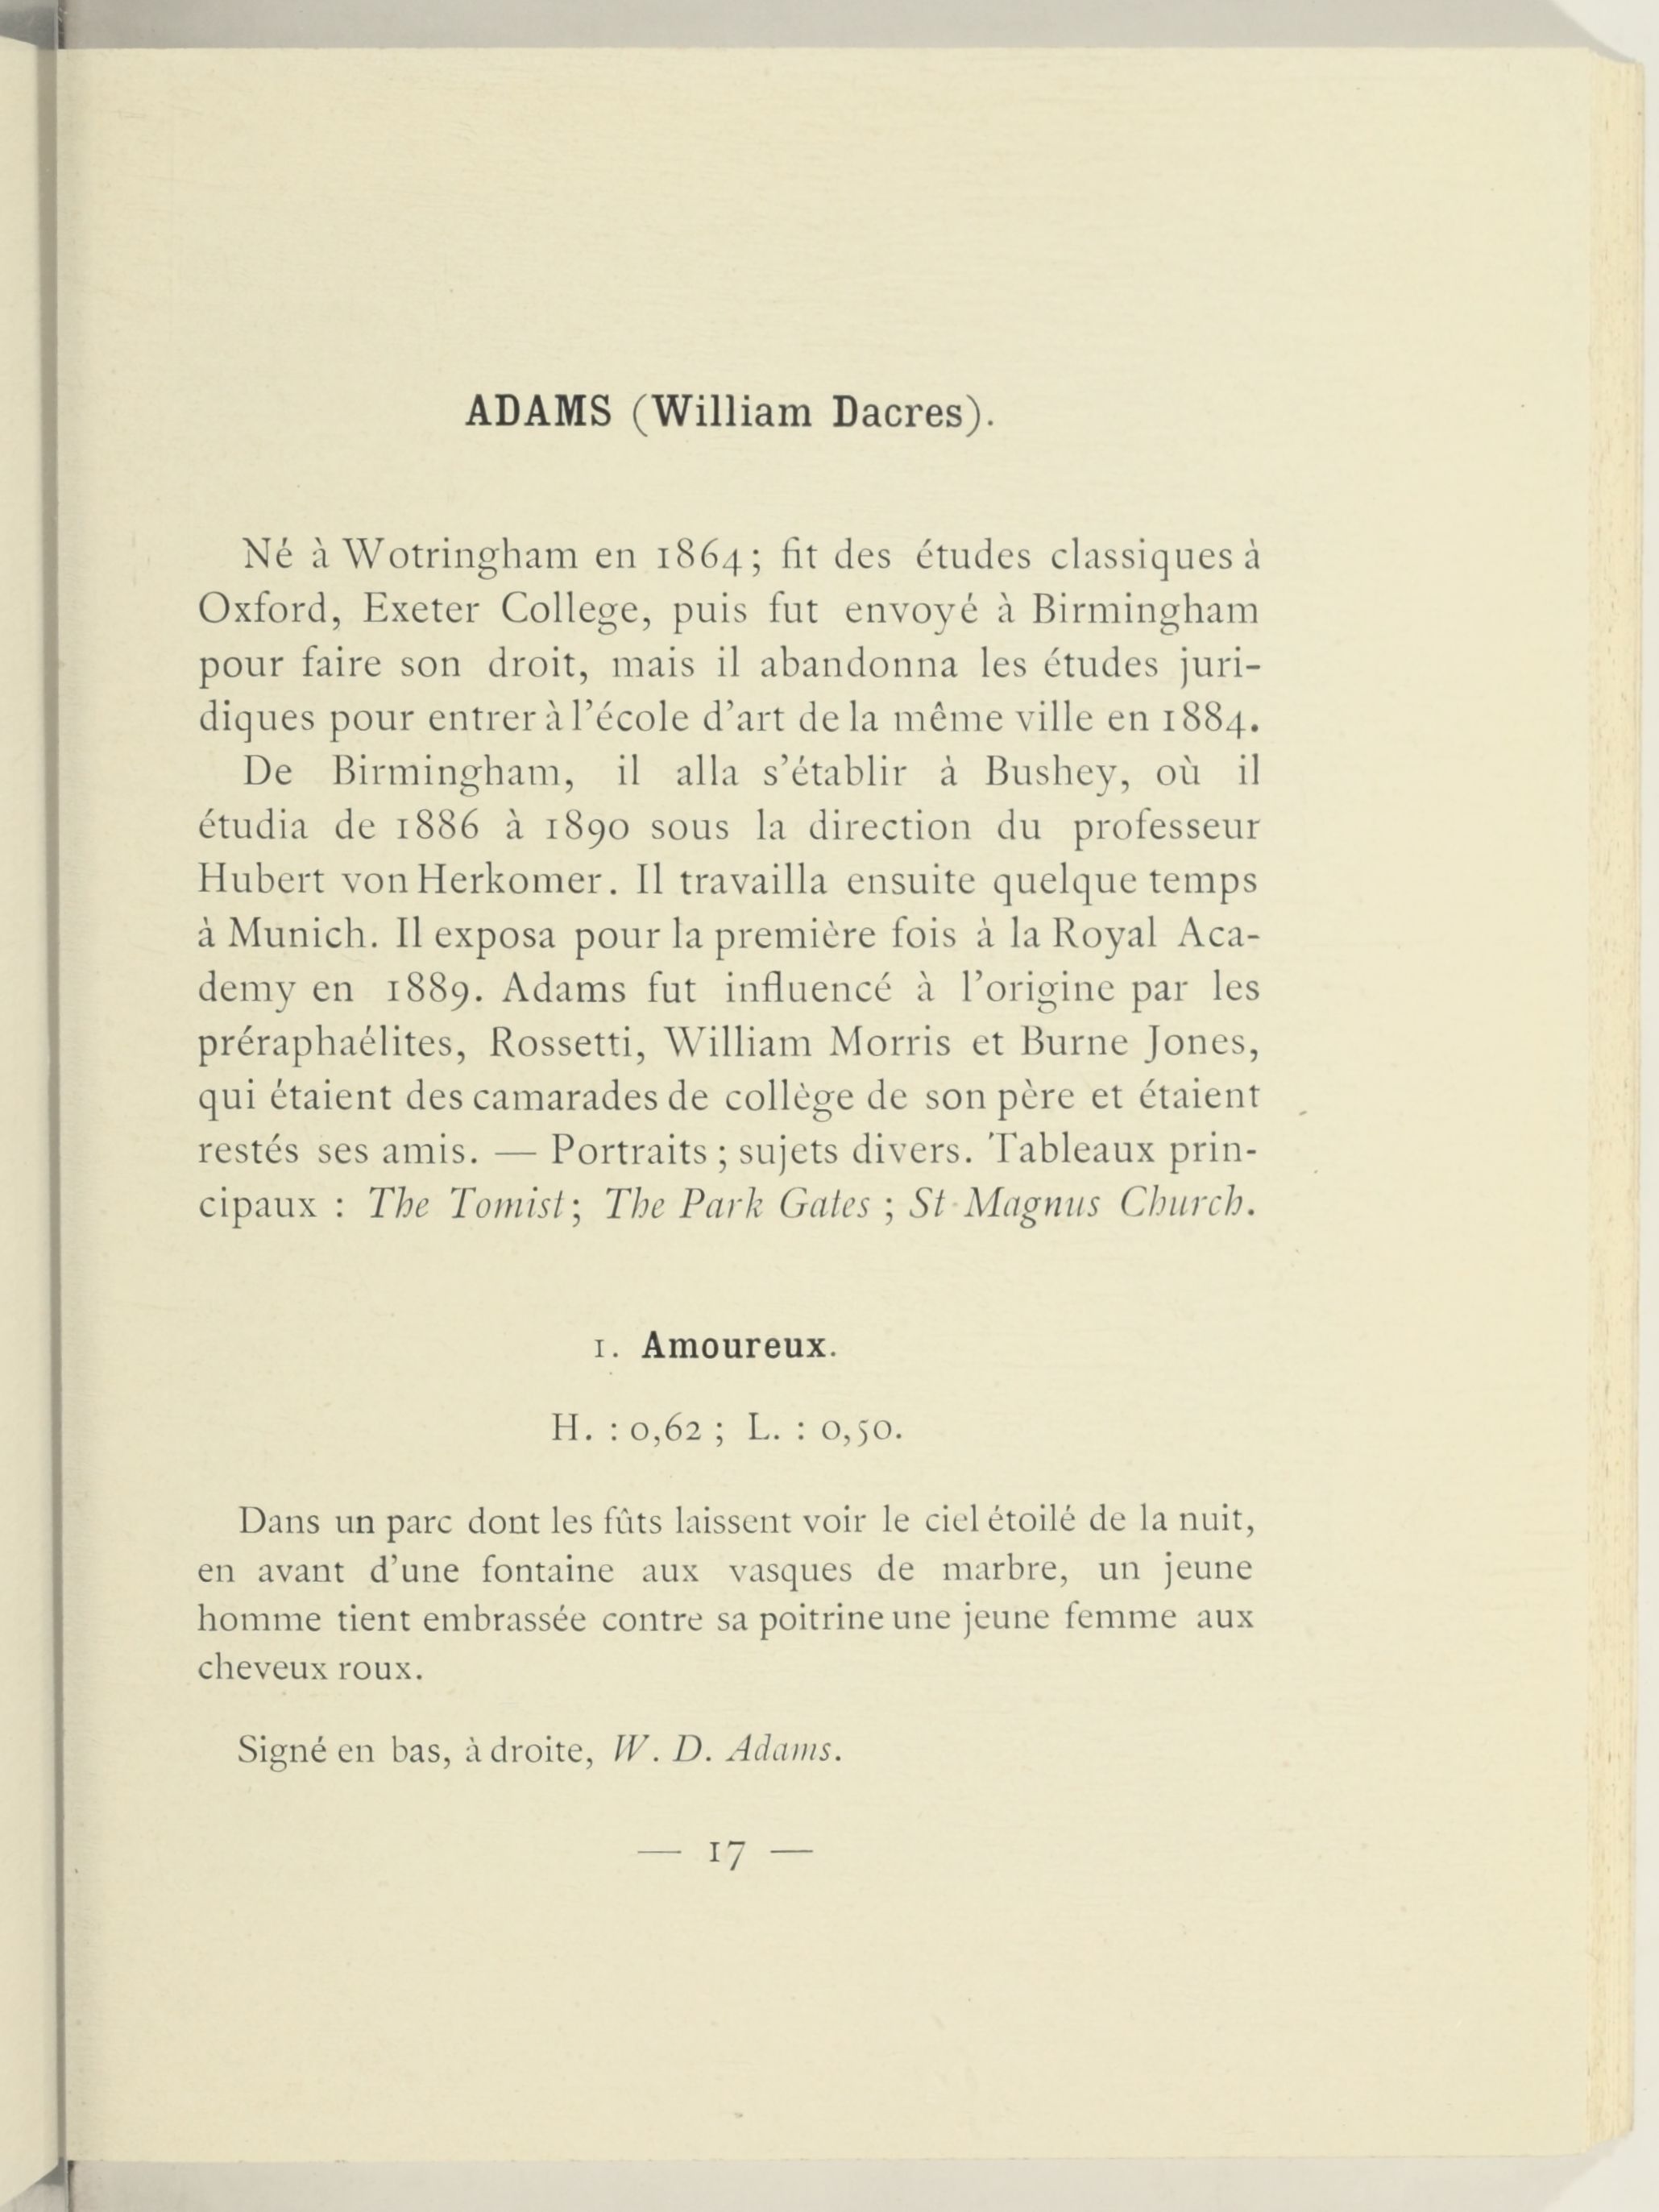 ADAMS (William Dacres).
Né à Wotringham en 1864; fit des études classiques à
Oxford, Exeter College, puis fut envoyé à Birmingham
pour faire son droit, mais il abandonna les études juri-
diques pour entrer à l'école d'art de la même ville en 1884.
De Birmingham, il alla s'établir à Bushey, où il
étudia de 1886 à 1890 sous la direction du professeur
Hubert von Herkomer. Il travailla ensuite quelque temps
à Munich. Il exposa pour la première fois à la Royal Aca-
demy en 1889. Adams fut influencé à l'origine par les
préraphaélites, Rossetti, William Morris et Burne Jones,
qui étaient des camarades de collège de son père et étaient
restés ses amis. — Portraits ; sujets divers. Tableaux prin-
cipaux : The Tomist; The Park Gates ; St Magnus Church.
1. Amoureux.
H. : 0,62 ; L. : 0,50.
Dans un parc dont les fûts laissent voir le ciel étoilé de la nuit,
en avant d'une fontaine aux vasques de marbre, un jeune
homme tient embrassée contre sa poitrine une jeune femme aux
cheveux roux.
Signé en bas, à droite, W. D. Adams.
— 17 —